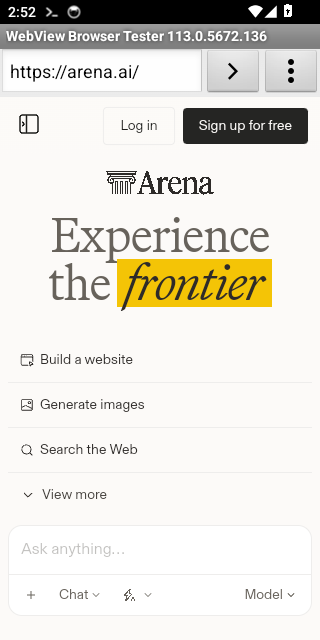 2:52
WebView Browser Tester 113.0.5672.136
https://arena.ai/
Log in
Sign up for free
Arena
Experience
the frontier
Build a website
Generate images
Search the Web
View more
Ask anything...
Chat
Model